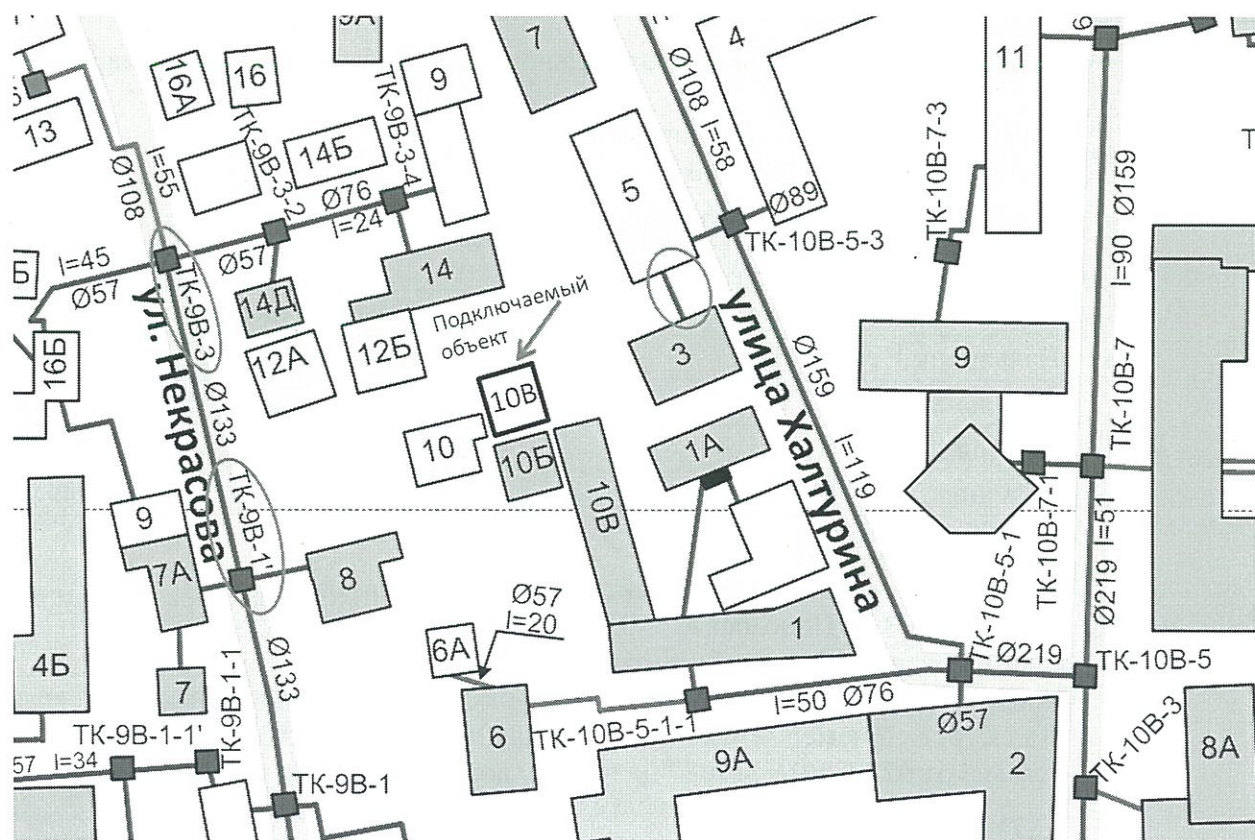 9А
7
4
11
16А
16
9
13
14Б
5
ТК-9В-3-2
ТК-9В-3-4
Ø108 l=58
ТК-10В-7-3
Ø159
l=90
Ø108
l=55
Ø76
l=24
Ø89
ТК-10В-5-3
Б
l=45
Ø57
ТК-9В-3
Ø57
14Д
14
Подключаемый
объект
16Б
ул. Некрасова
12А
12Б
3
улица Халтурина
Ø159
9
ТК-10В-7
Ø133
10В
10
10Б
1А
l=119
10В
9
ТК-9В-1'
7А
8
ТК-10В-7-1
Ø219 l=51
ТК-10В-5-1
4Б
Ø57
l=20
6А
1
7
Ø133
Ø219
ТК-10В-5
ТК-9В-1-1
6
l=50 Ø76
ТК-10В-5-1-1
Ø57
ТК-9В-1-1'
57 l=34
9А
2
ТК-10В-3
8А
ТК-9В-1